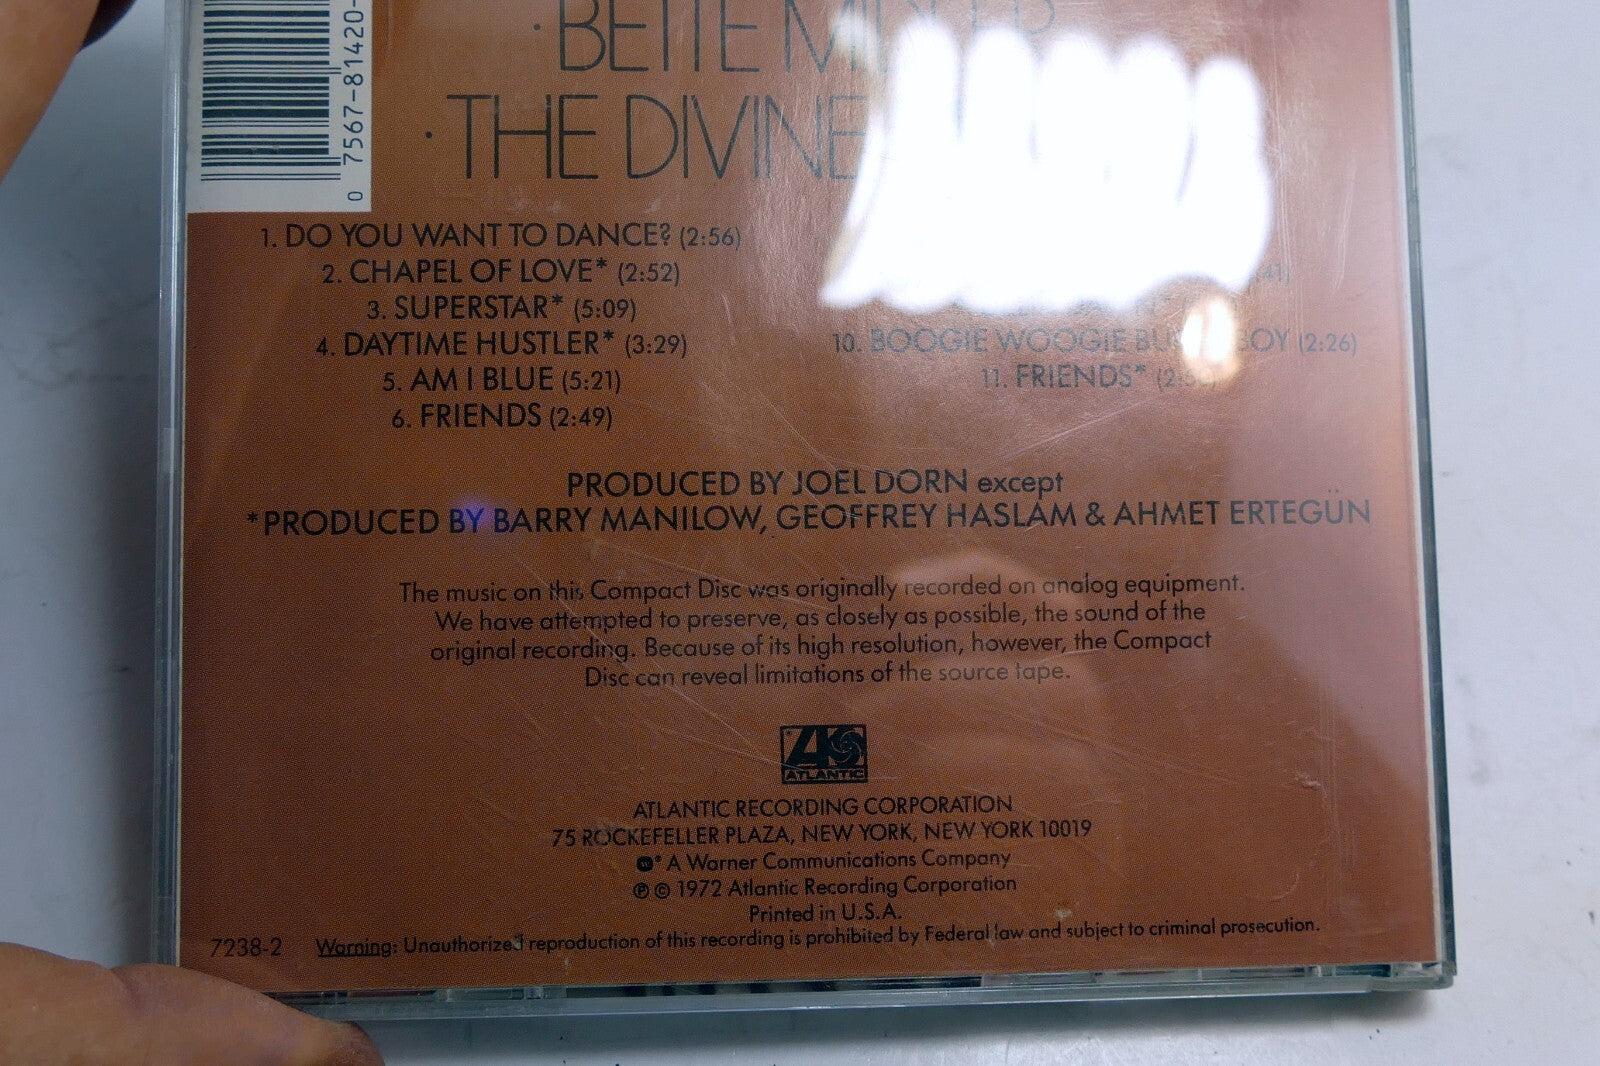 0 7567-81420-
· BETTE
· THE DIVINE
1. DO YOU WANT TO DANCE? (2:56)
2. CHAPEL OF LOVE* (2:52)
3. SUPERSTAR* (5:09)
4. DAYTIME HUSTLER* (3:29)
5. AM I BLUE (5:21)
6. FRIENDS (2:49)
10. BOOGIE WOOGIE BOY (2:26)
11. FRIENDS*
PRODUCED BY JOEL DORN except
*PRODUCED BY BARRY MANILOW, GEOFFREY HASLAM & AHMET ERTEGÜN
The music on this Compact Disc was originally recorded on analog equipment.
We have attempted to preserve, as closely as possible, the sound of the
original recording. Because of its high resolution, however, the Compact
Disc can reveal limitations of the source tape.
ATLANTIC
ATLANTIC RECORDING CORPORATION
75 ROCKEFELLER PLAZA, NEW YORK, NEW YORK 10019
* A Warner Communications Company
℗ © 1972 Atlantic Recording Corporation
Printed in U.S.A.
7238-2 Warning: Unauthorized reproduction of this recording is prohibited by Federal law and subject to criminal prosecution.